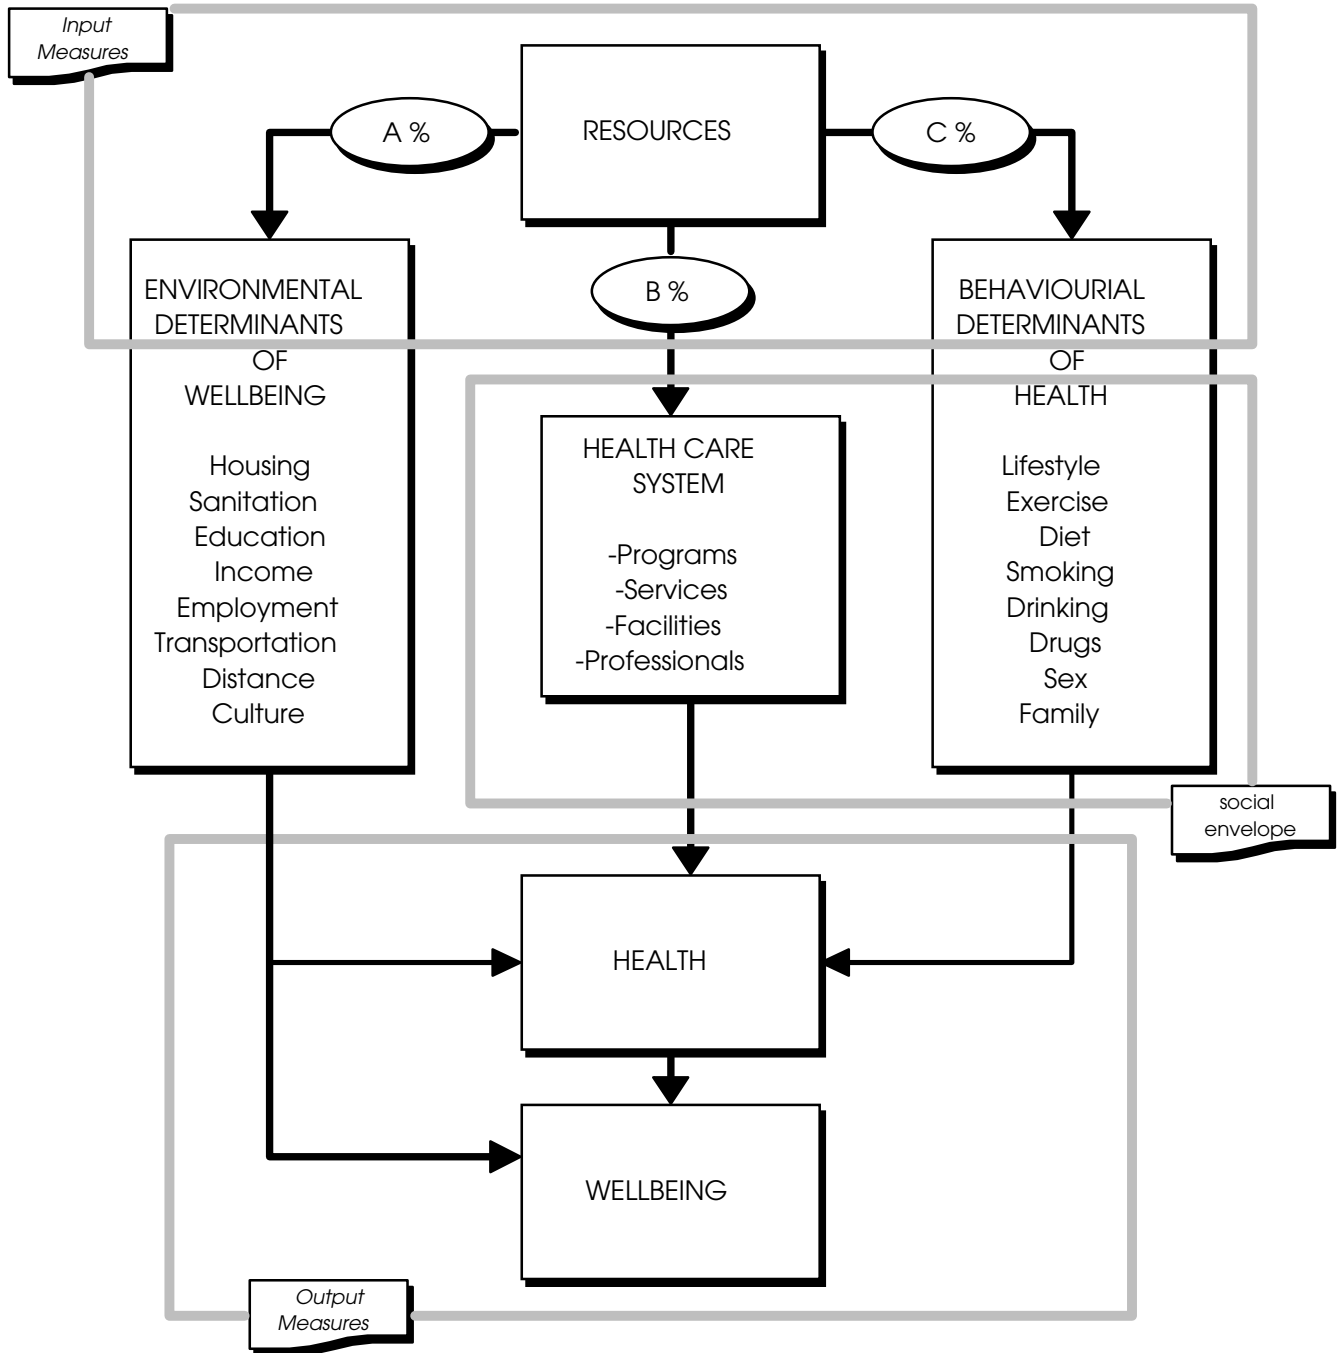 Input
Measures
RESOURCES
A %
C %
B %
ENVIRONMENTAL
DETERMINANTS
OF
WELLBEING
Housing
Sanitation
Education
Income
Employment
Transportation
Distance
Culture
HEALTH CARE
SYSTEM
-Programs
-Services
-Facilities
-Professionals
BEHAVIOURIAL
DETERMINANTS
OF
HEALTH
Lifestyle
Exercise
Diet
Smoking
Drinking
Drugs
Sex
Family
social
envelope
HEALTH
WELLBEING
Output
Measures